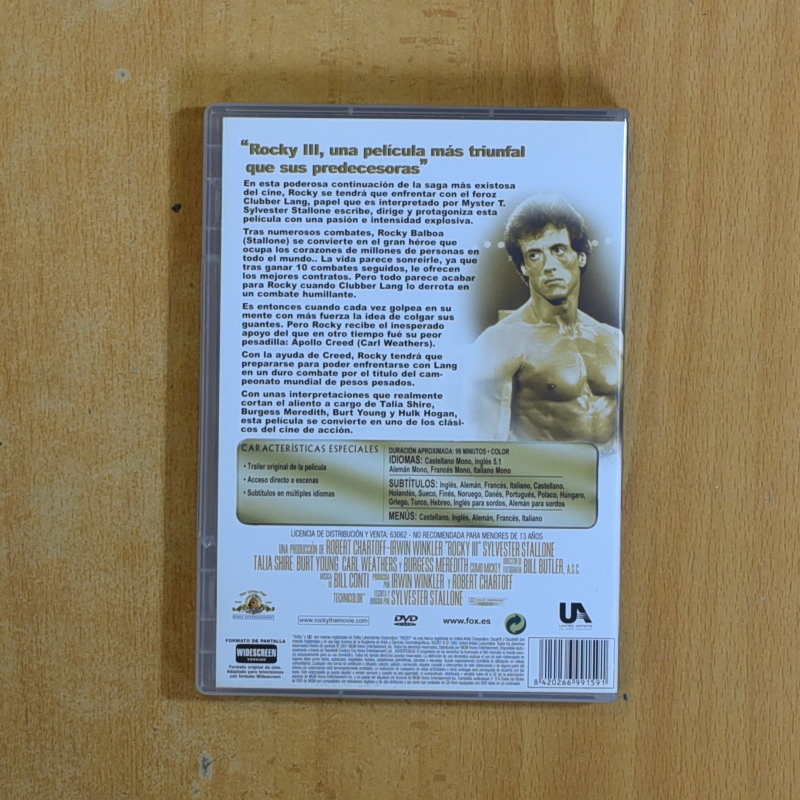 "Rocky III, una película más triunfal
que sus predecesoras"
En esta poderosa continuación de la saga más existosa
del cine, Rocky se tendrá que enfrentar con el feroz
Clubber Lang, papel que es interpretado por Myster T.
Sylvester Stallone escribe, dirige y protagoniza esta
película con una pasión e intensidad explosiva.
Tras numerosos combates, Rocky Balboa
(Stallone) se convierte en el gran héroe que
ocupa los corazones de millones de personas en
todo el mundo.. La vida parece sonreirle, ya que
tras ganar 10 combates seguidos, le ofrecen
los mejores contratos. Pero todo parece acabar
para Rocky cuando Clubber Lang lo derrota en
un combate humillante.
Es entonces cuando cada vez golpea en su
mente con más fuerza la idea de colgar sus
guantes. Pero Rocky recibe el inesperado
apoyo del que en otro tiempo fué su peor
pesadilla: Apollo Creed (Carl Weathers).
Con la ayuda de Creed, Rocky tendrá que
prepararse para poder enfrentarse con Lang
en un duro combate por el título del cam-
peonato mundial de pesos pesados.
Con unas interpretaciones que realmente
cortan el aliento a cargo de Talia Shire,
Burgess Meredith, Burt Young y Hulk Hogan,
esta película se convierte en uno de los clási-
cos del cine de acción.
CARACTERÍSTICAS ESPECIALES
• Trailer original de la película
• Acceso directo a escenas
• Subtítulos en múltiples idiomas
DURACIÓN APROXIMADA: 99 MINUTOS • COLOR
IDIOMAS: Castellano Mono, Inglés 5.1
Alemán Mono, Francés Mono, Italiano Mono
SUBTÍTULOS: Inglés, Alemán, Francés, Italiano, Castellano,
Holandés, Sueco, Finés, Noruego, Danés, Portugués, Polaco, Húngaro,
Griego, Turco, Hebreo, Inglés para sordos, Alemán para sordos
MENÚS: Castellano, Inglés, Alemán, Francés, Italiano
LICENCIA DE DISTRIBUCIÓN Y VENTA: 63062 - NO RECOMENDADA PARA MENORES DE 13 AÑOS
UNA PRODUCCIÓN DE ROBERT CHARTOFF-IRWIN WINKLER "ROCKY III" SYLVESTER STALLONE
TALIA SHIRE BURT YOUNG CARL WEATHERS Y BURGESS MEREDITH COMO MICKEY DIRECTOR DE FOTOGRAFÍA BILL BUTLER, A.S.C.
MÚSICA DE BILL CONTI PRODUCIDA POR IRWIN WINKLER Y ROBERT CHARTOFF
TECHNICOLOR ESCRITA Y DIRIGIDA POR SYLVESTER STALLONE
www.rockythemovie.com
DVD
www.fox.es
UA
UNITED ARTISTS
FORMATO DE PANTALLA
WIDESCREEN
VERSION
Formato original de cine.
Adaptado para televisiones
con formato Widescreen
8 420266 991591